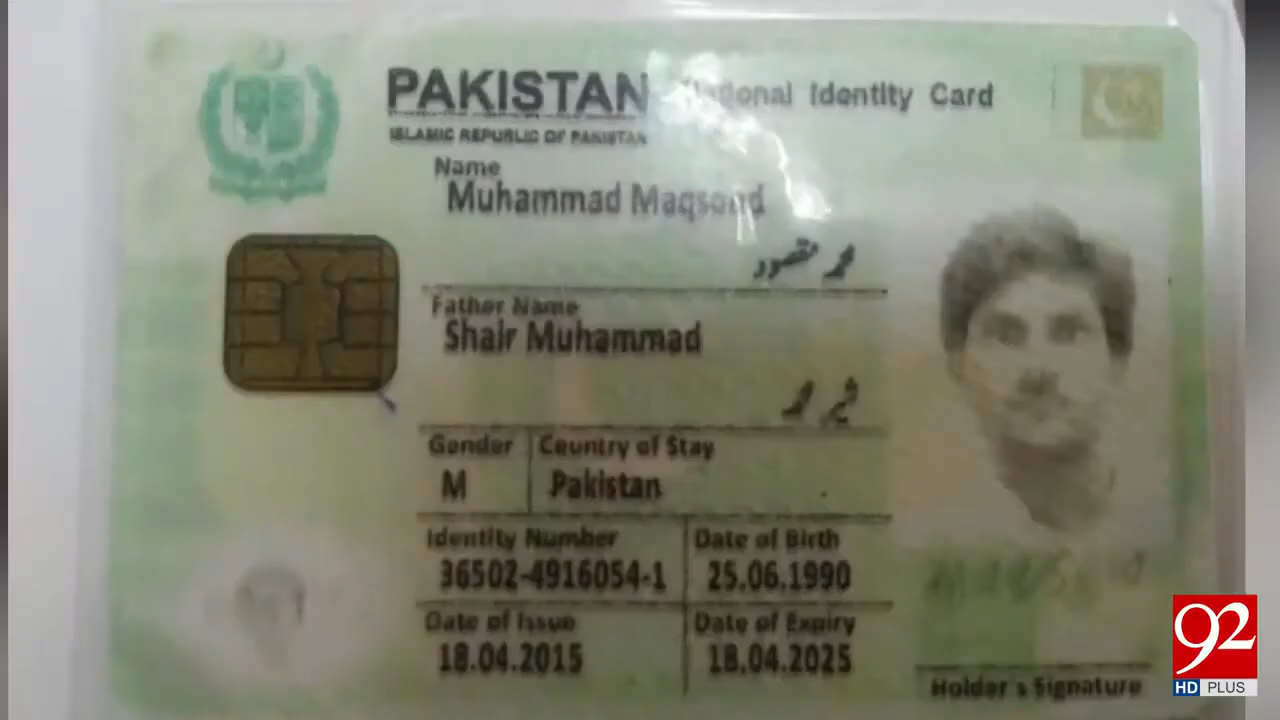 PAKISTAN National Identity Card
ISLAMIC REPUBLIC OF PAKISTAN
Name
Muhammad Maqsood
محمد مقصود
Father Name
Shair Muhammad
شیر محمد
Gender Country of Stay
M Pakistan
Identity Number Date of Birth
36502-4916054-1 25.06.1990
Date of Issue Date of Expiry
18.04.2015 18.04.2025
Holder's Signature
92
HD PLUS